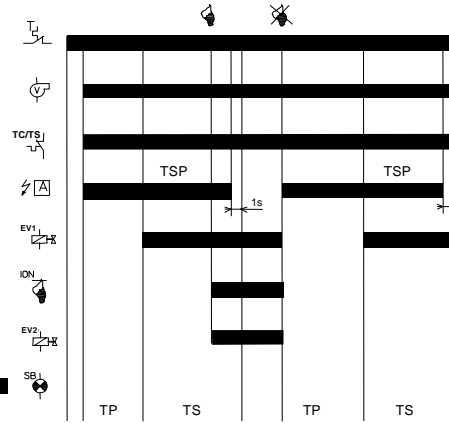 T
V
TC/TS
TSP TSP
A
1s
EV1
ION
EV2
SB
TP TS TP TS